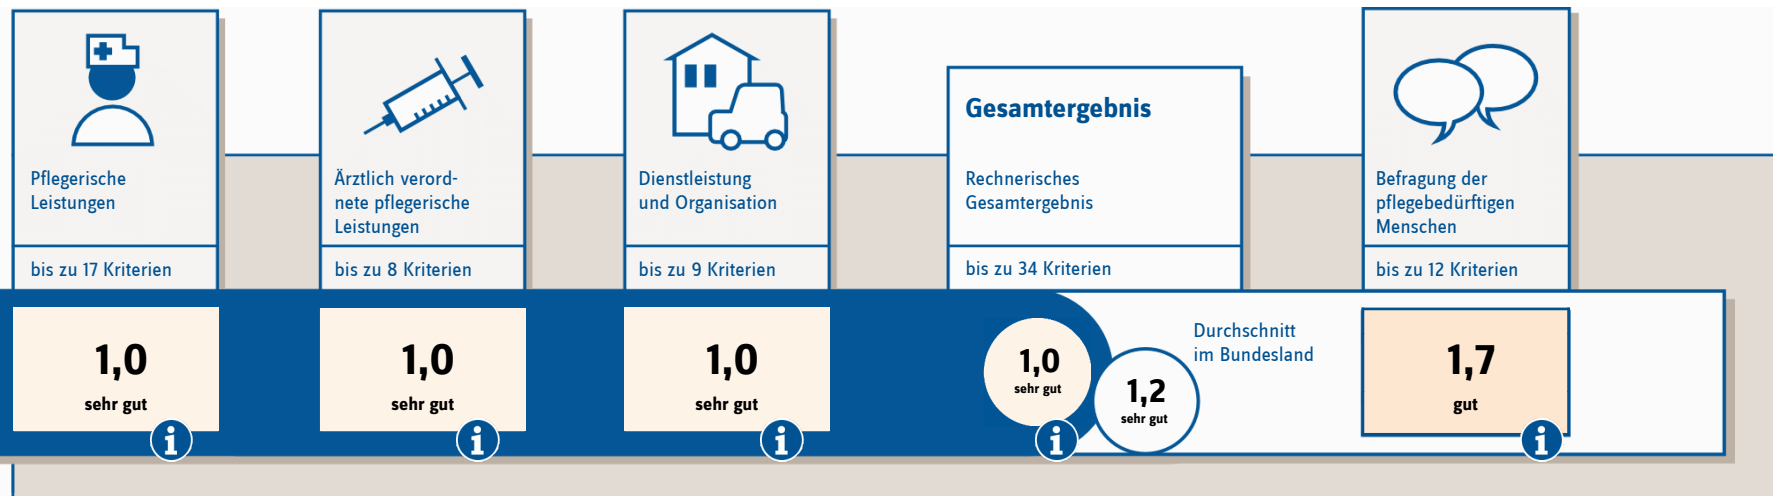 Pflegerische
Leistungen
bis zu 17 Kriterien
1,0
sehr gut
i
Ärztlich verord-
nete pflegerische
Leistungen
bis zu 8 Kriterien
1,0
sehr gut
i
Dienstleistung
und Organisation
bis zu 9 Kriterien
1,0
sehr gut
i
Gesamtergebnis
Rechnerisches
Gesamtergebnis
bis zu 34 Kriterien
1,0
sehr gut
i
1,2
sehr gut
Durchschnitt
im Bundesland
Befragung der
pflegebedürftigen
Menschen
bis zu 12 Kriterien
1,7
gut
i